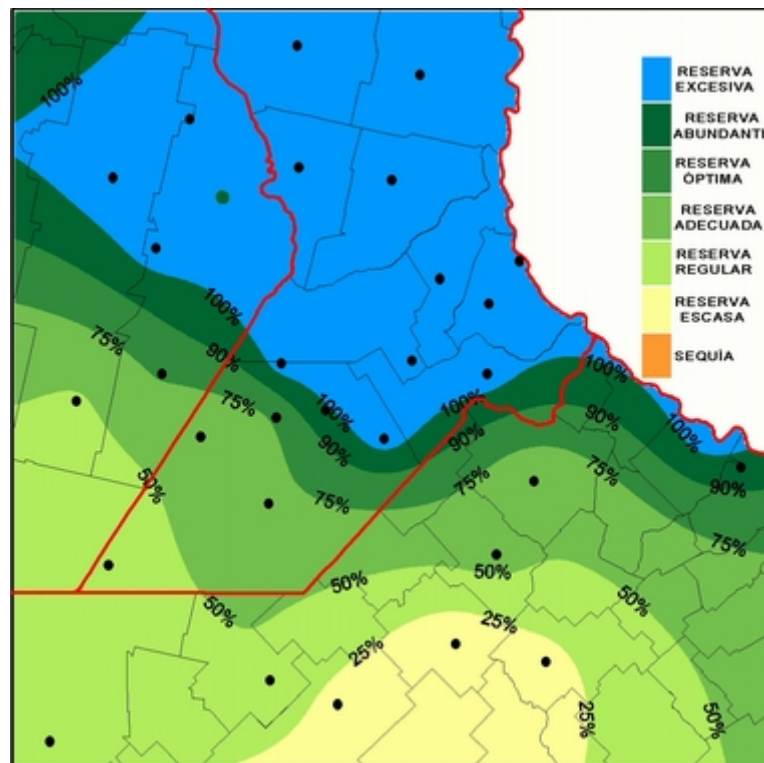 RESERVA
EXCESIVA
RESERVA
ABUNDANTE
RESERVA
ÓPTIMA
RESERVA
ADECUADA
RESERVA
REGULAR
RESERVA
ESCASA
SEQUÌA
100%
100%
90%
75%
75%
100%
90%
75%
50%
100%
90%
75%
100%
90%
75%
100%
90%
75%
50%
50%
50%
50%
25%
25%
25%
50%